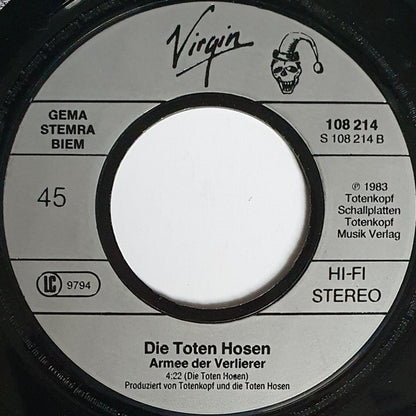 Virgin
GEMA
STEMRA
BIEM
108 214
S 108 214 B
45
℗ 1983
Totenkopf
Schallplatten
Totenkopf
Musik Verlag
LC 9794
HI-FI
STEREO
Die Toten Hosen
Armee der Verlierer
4:22 (Die Toten Hosen)
Produziert von Totenkopf und die Toten Hosen